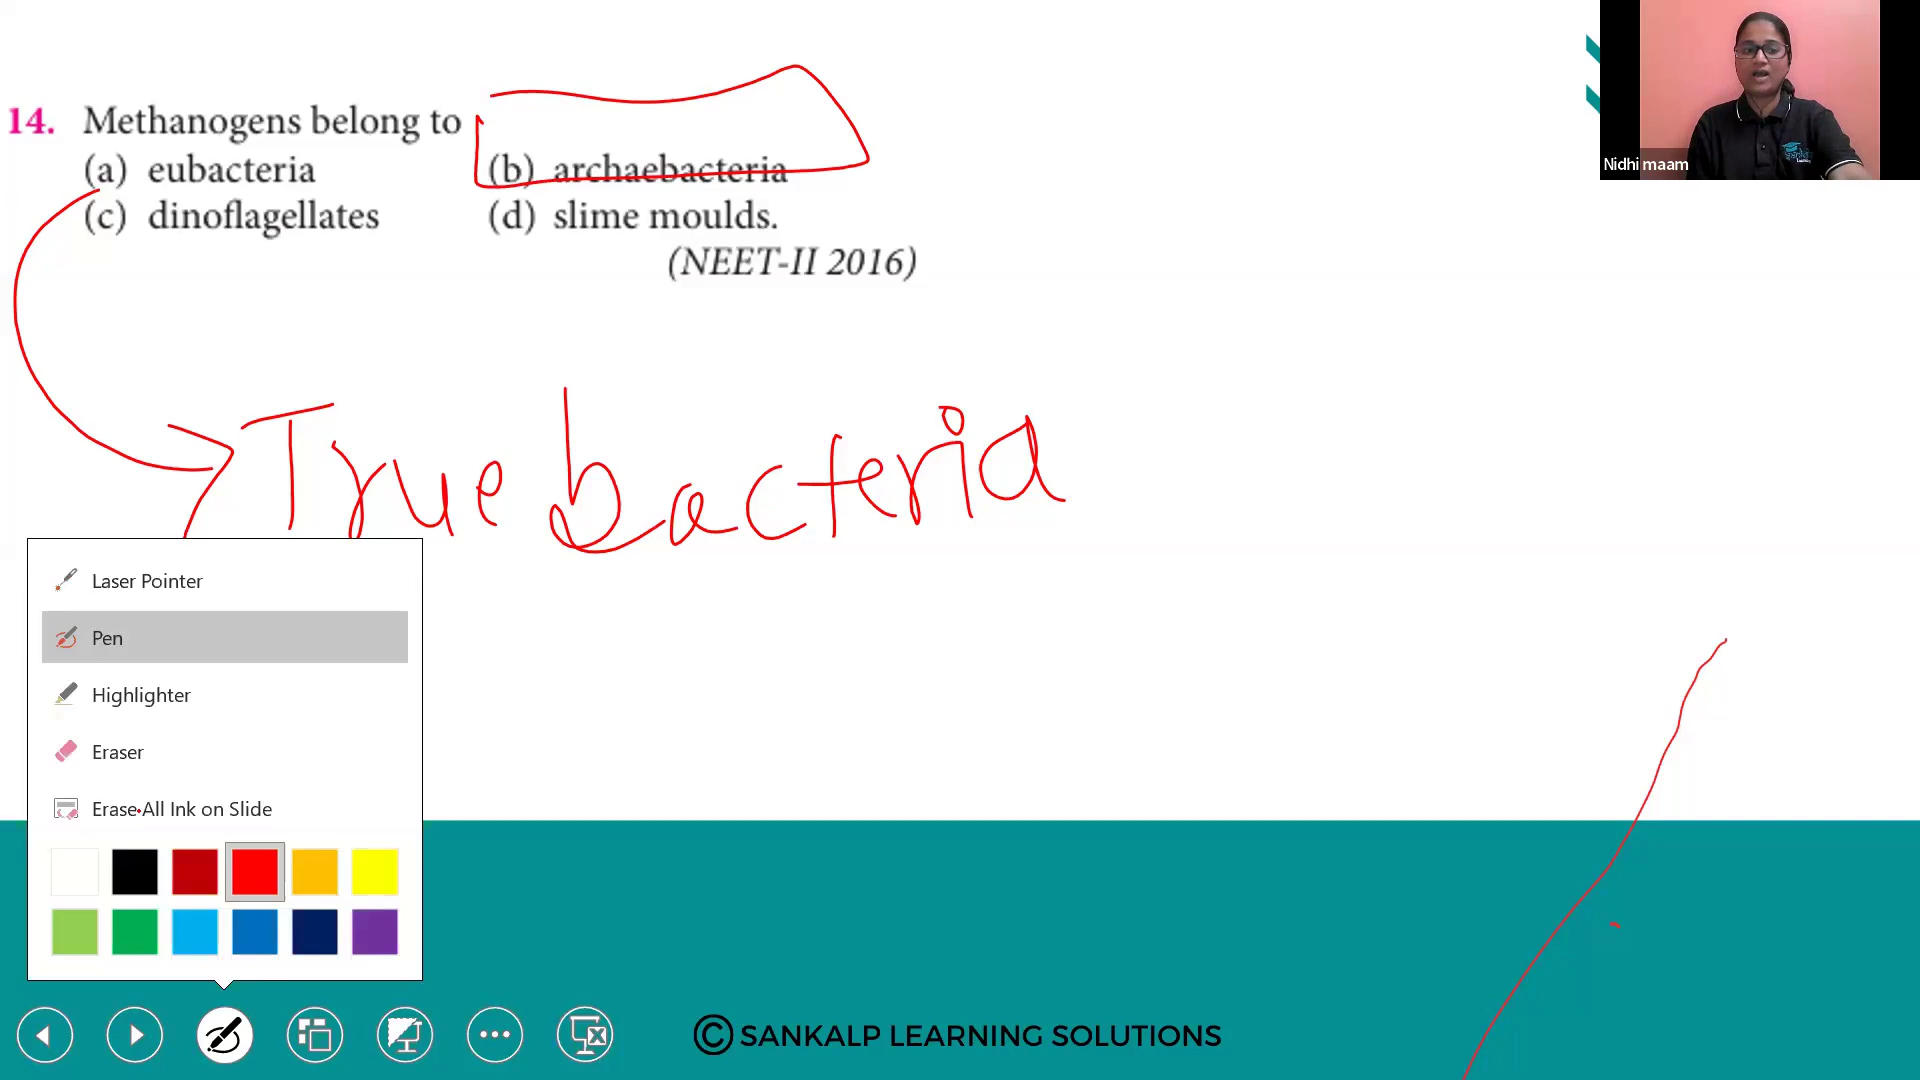 14. Methanogens belong to
(a) eubacteria (b) archaebacteria
(c) dinoflagellates (d) slime moulds.
(NEET-II 2016)
True bacteria
Nidhi maam
Laser Pointer
Pen
Highlighter
Eraser
Erase All Ink on Slide
© SANKALP LEARNING SOLUTIONS